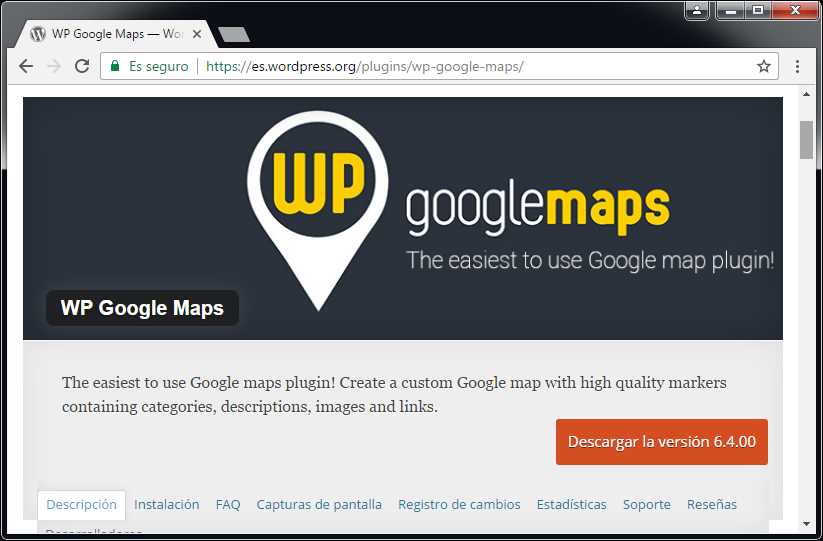 WP Google Maps — Wor
Es seguro
https://es.wordpress.org/plugins/wp-google-maps/
WP
googlemaps
The easiest to use Google map plugin!
WP Google Maps
The easiest to use Google maps plugin! Create a custom Google map with high quality markers
containing categories, descriptions, images and links.
Descargar la versión 6.4.00
Descripción Instalación FAQ Capturas de pantalla Registro de cambios Estadísticas Soporte Reseñas
Desarrolladores